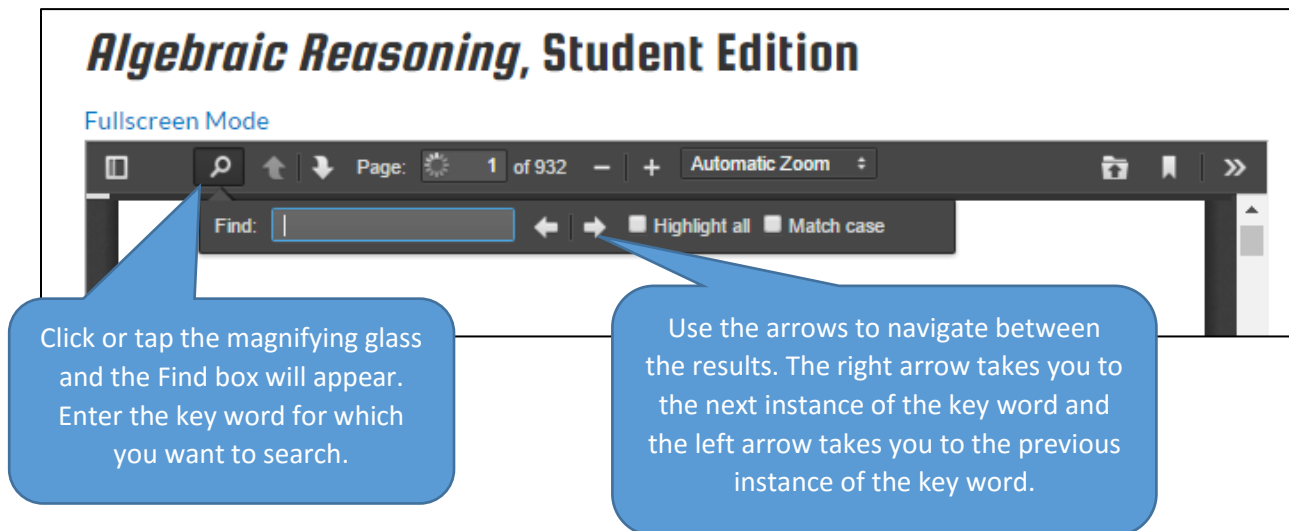 Algebraic Reasoning, Student Edition
Fullscreen Mode
Page: 1 of 932 − + Automatic Zoom
Find: Highlight all Match case
Click or tap the magnifying glass
and the Find box will appear.
Enter the key word for which
you want to search.
Use the arrows to navigate between
the results. The right arrow takes you to
the next instance of the key word and
the left arrow takes you to the previous
instance of the key word.